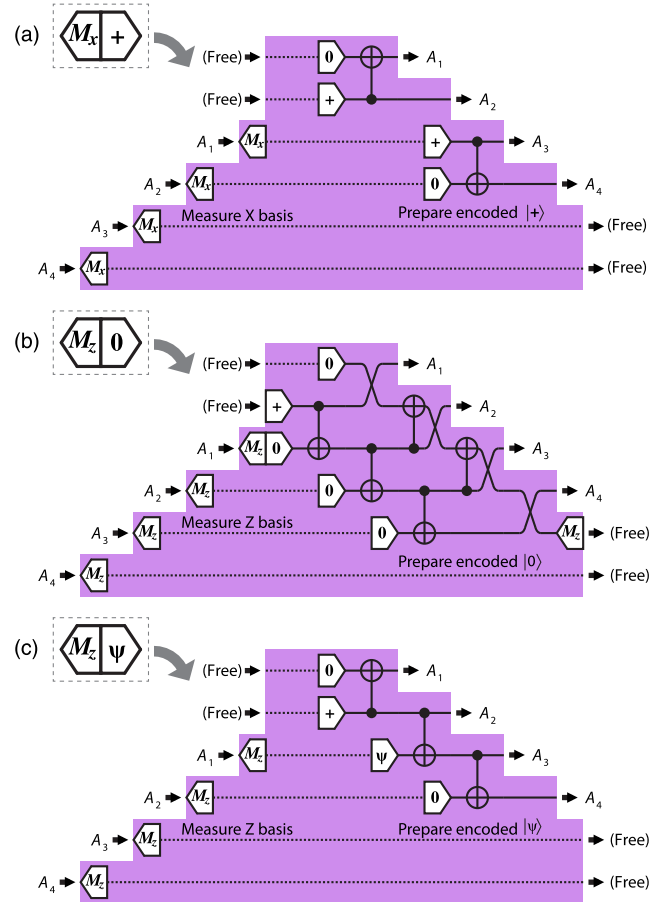 (a) Mx + (Free) 0 A1
(Free) + A2
A1 Mx + A3
A2 Mx 0 A4
Measure X basis Prepare encoded |+⟩
A3 Mx (Free)
A4 Mx (Free)
(b) Mz 0 (Free) 0 A1
(Free) + A2
A1 Mz 0 A3
A2 Mz 0 A4
Measure Z basis
A3 Mz 0 Mz (Free)
Prepare encoded |0⟩
A4 Mz (Free)
(c) Mz ψ (Free) 0 A1
(Free) + A2
A1 Mz ψ A3
A2 Mz 0 A4
Measure Z basis Prepare encoded |ψ⟩
A3 Mz (Free)
A4 Mz (Free)